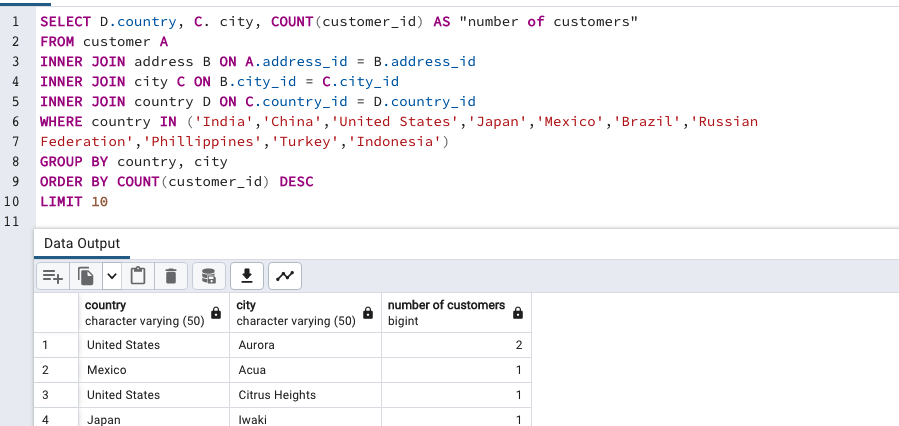 1 SELECT D.country, C. city, COUNT(customer_id) AS "number of customers"
2 FROM customer A
3 INNER JOIN address B ON A.address_id = B.address_id
4 INNER JOIN city C ON B.city_id = C.city_id
5 INNER JOIN country D ON C.country_id = D.country_id
6 WHERE country IN ('India','China','United States','Japan','Mexico','Brazil','Russian
7 Federation','Phillippines','Turkey','Indonesia')
8 GROUP BY country, city
9 ORDER BY COUNT(customer_id) DESC
10 LIMIT 10
11
Data Output
country city number of customers
character varying (50) character varying (50) bigint
1 United States Aurora 2
2 Mexico Acua 1
3 United States Citrus Heights 1
4 Japan Iwaki 1